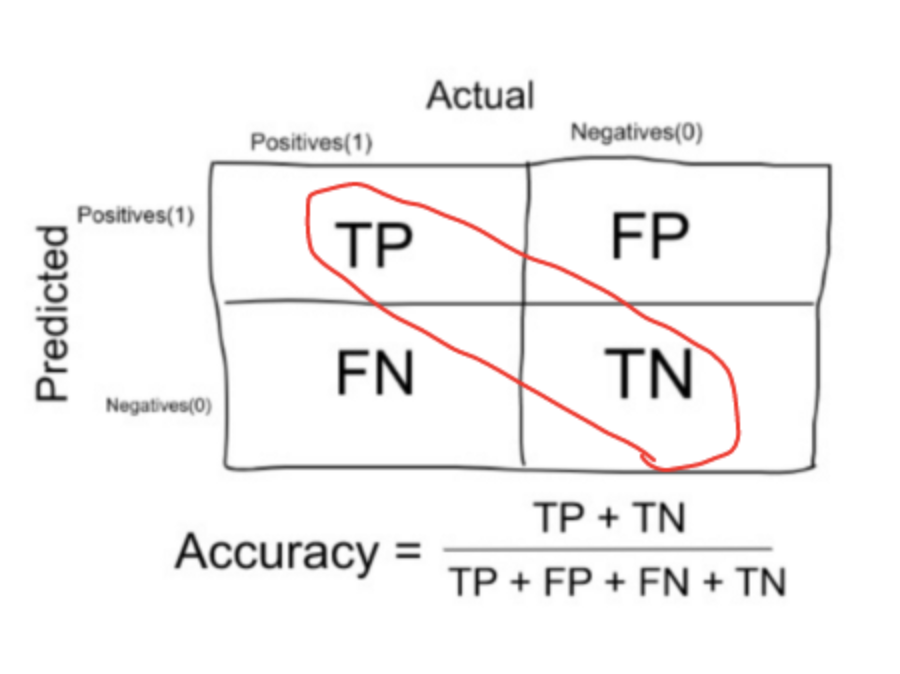 Actual
Positives(1)
Negatives(0)
Predicted
Positives(1)
TP
FP
Negatives(0)
FN
TN
Accuracy =
TP + TN
TP + FP + FN + TN